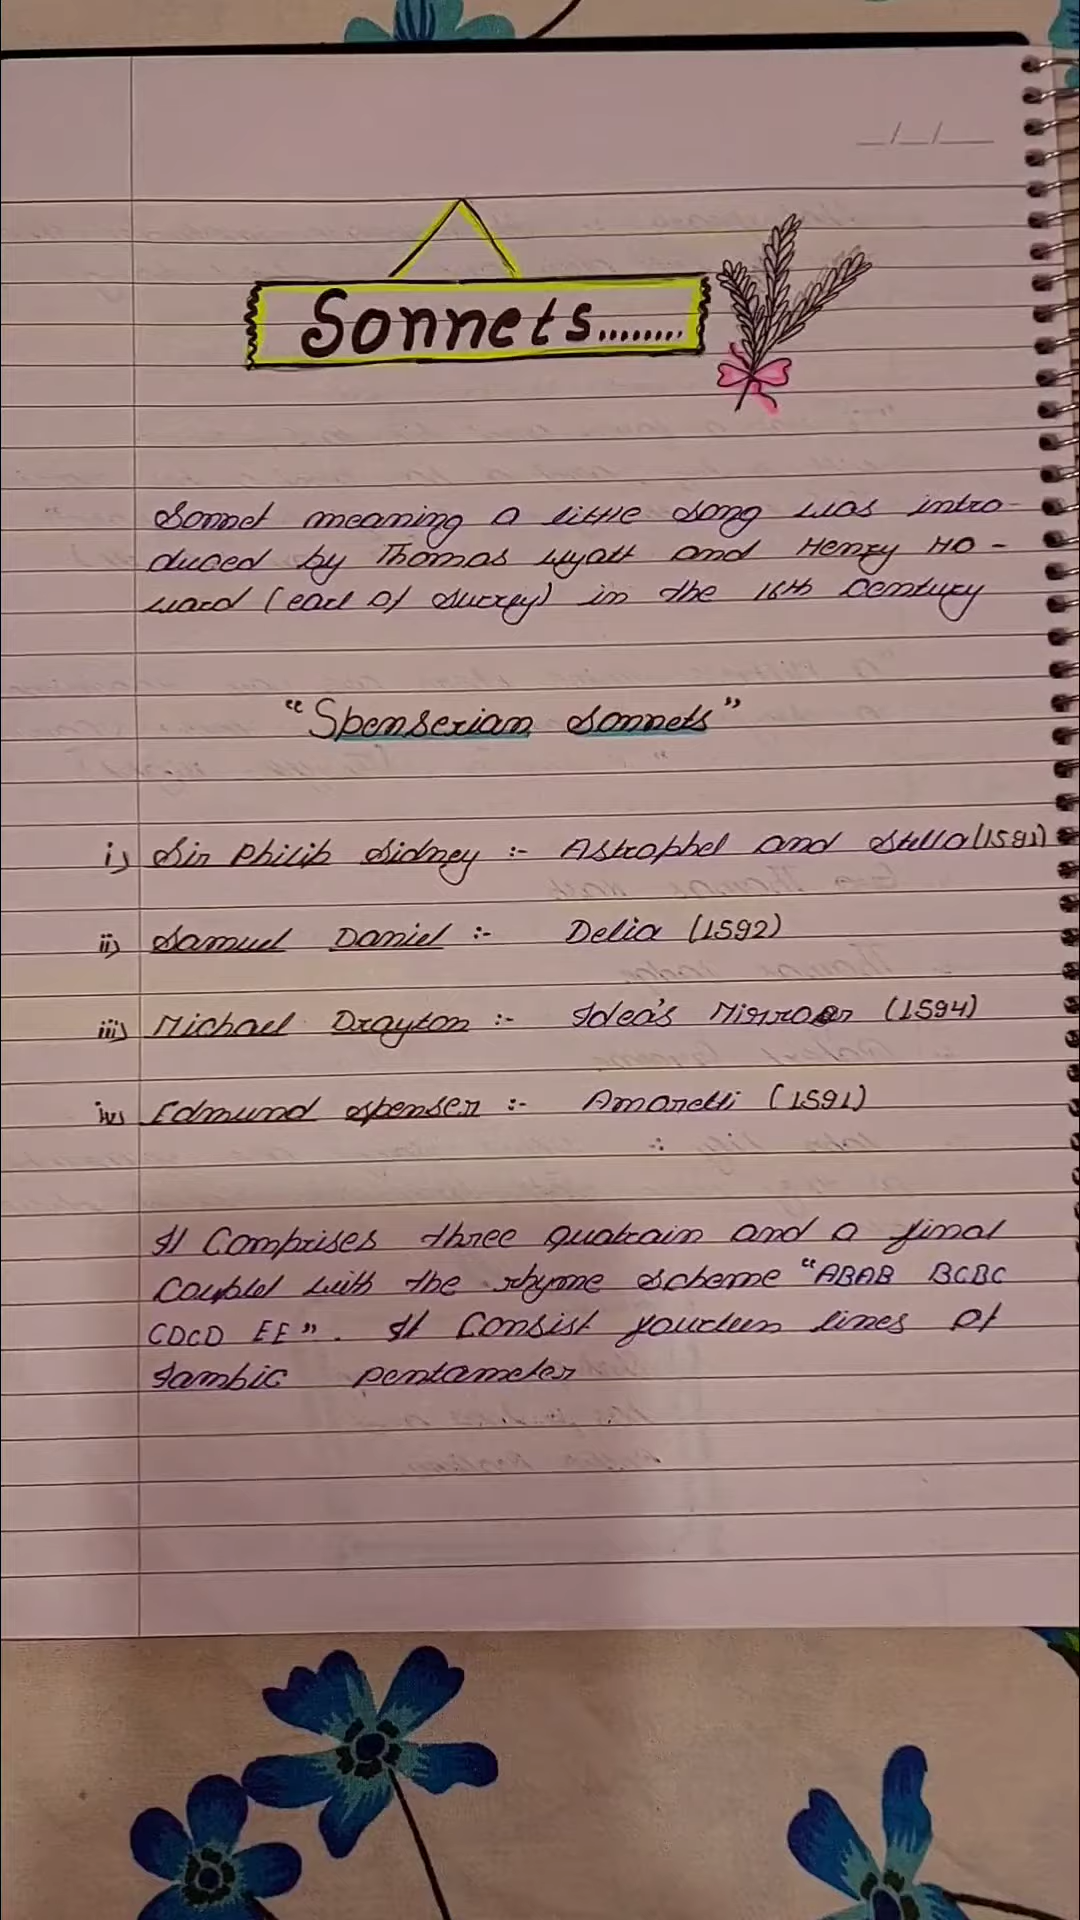 __/__/____
Sonnets........
Sonnet meaning a little song was intro-
duced by Thomas Wyatt and Henry Ho-
ward (earl of Surrey) in the 16th Century
"Spenserian Sonnets"
i) Sir Philip Sidney :- Astrophel and Stella (1591)
ii) Samuel Daniel :- Delia (1592)
iii) Michael Drayton :- Idea's Mirror (1594)
iv) Edmund Spenser :- Amoretti (1591)
It Comprises three quatrain and a final
Couplet with the rhyme scheme "ABAB BCBC
CDCD EE". It Consist fourteen lines of
Iambic pentameter